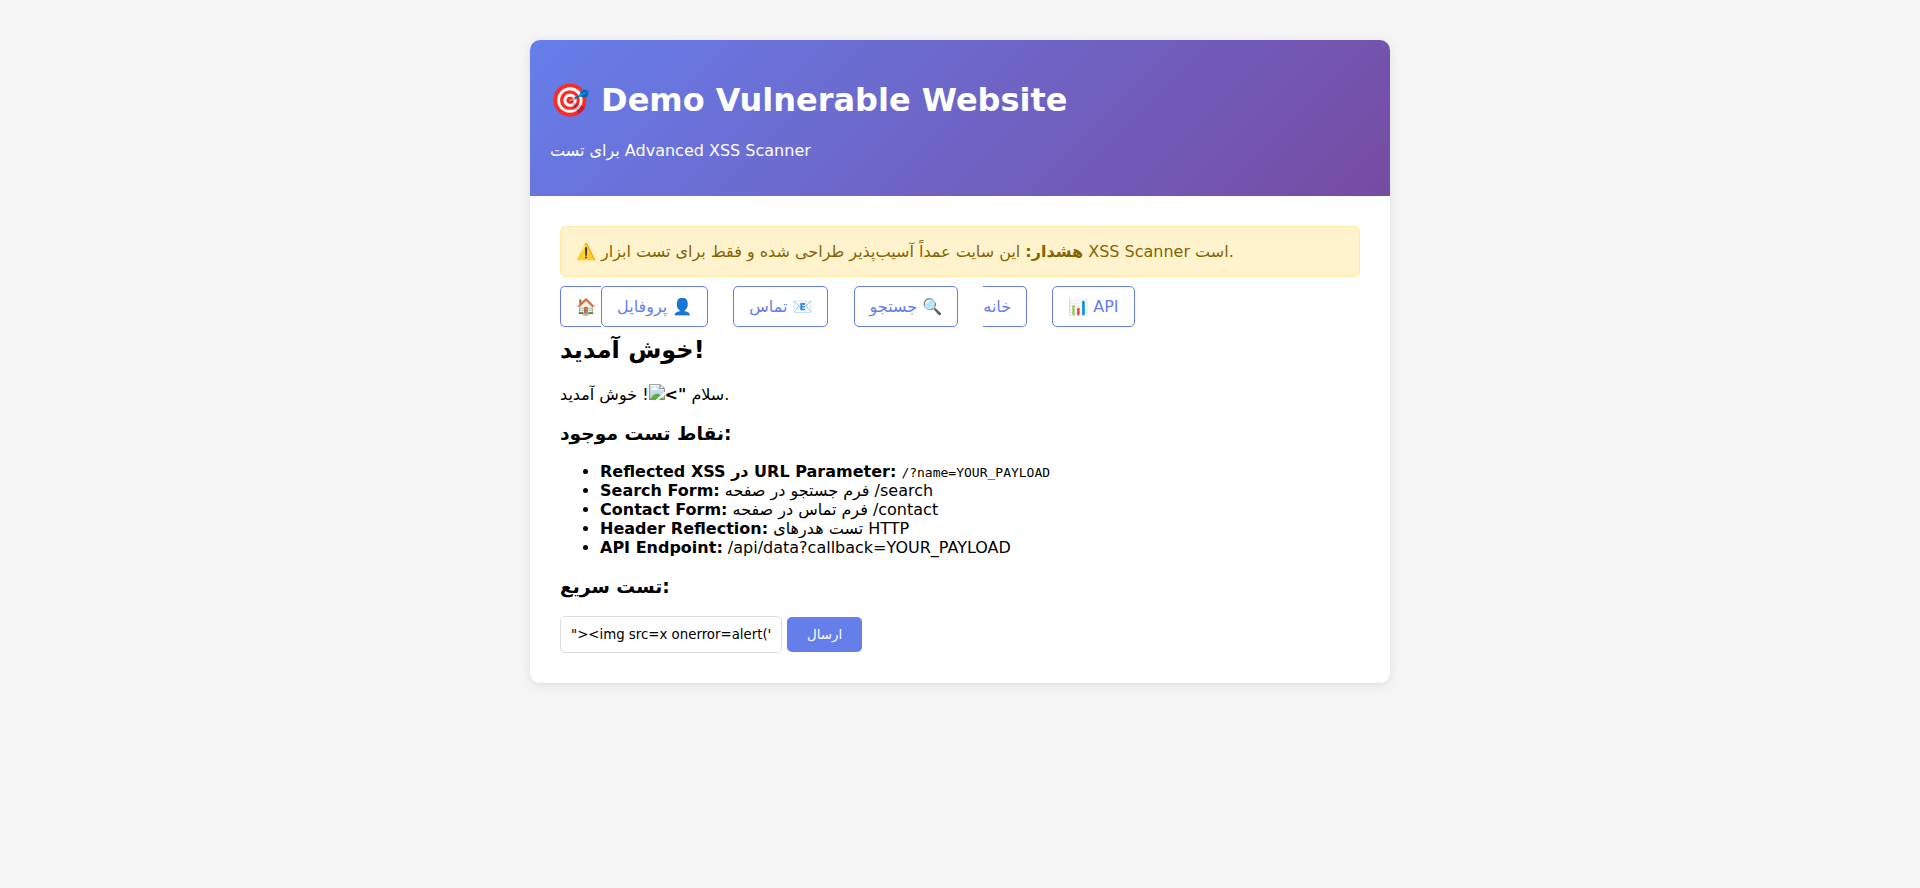 🎯 Demo Vulnerable Website
برای تست Advanced XSS Scanner
⚠️ هشدار: این سایت عمداً آسیب‌پذیر طراحی شده و فقط برای تست ابزار XSS Scanner است.
🏠 پروفایل 👤 تماس 📧 جستجو 🔍 خانه 📊 API
خوش آمدید!
سلام "> ! خوش آمدید.
نقاط تست موجود:
• Reflected XSS در URL Parameter: /?name=YOUR_PAYLOAD
• Search Form: فرم جستجو در صفحه /search
• Contact Form: فرم تماس در صفحه /contact
• Header Reflection: تست هدرهای HTTP
• API Endpoint: /api/data?callback=YOUR_PAYLOAD
تست سریع:
"><img src=x onerror=alert(' ارسال